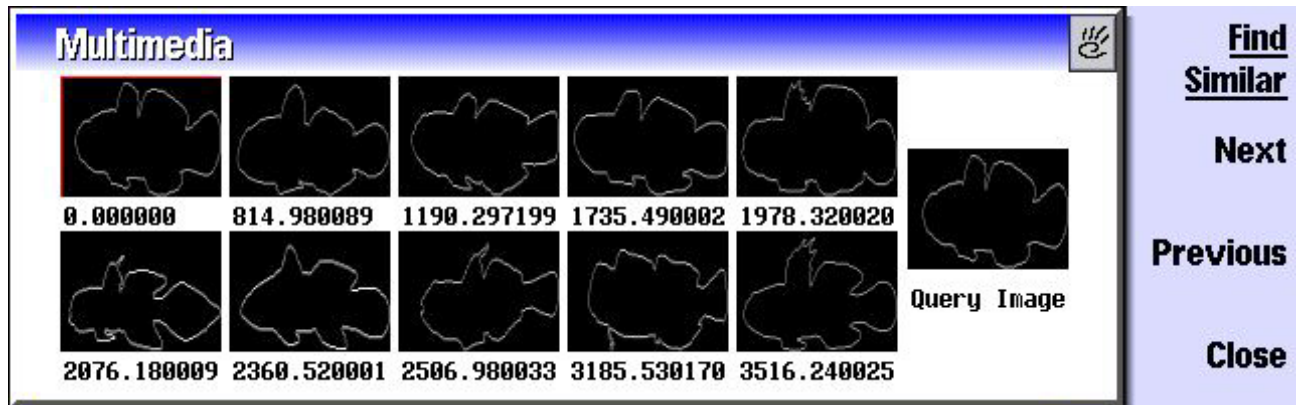 Multimedia
0.000000 814.980089 1190.297199 1735.490002 1978.320020
2076.180009 2360.520001 2506.980033 3185.530170 3516.240025
Query Image
Find
Similar
Next
Previous
Close